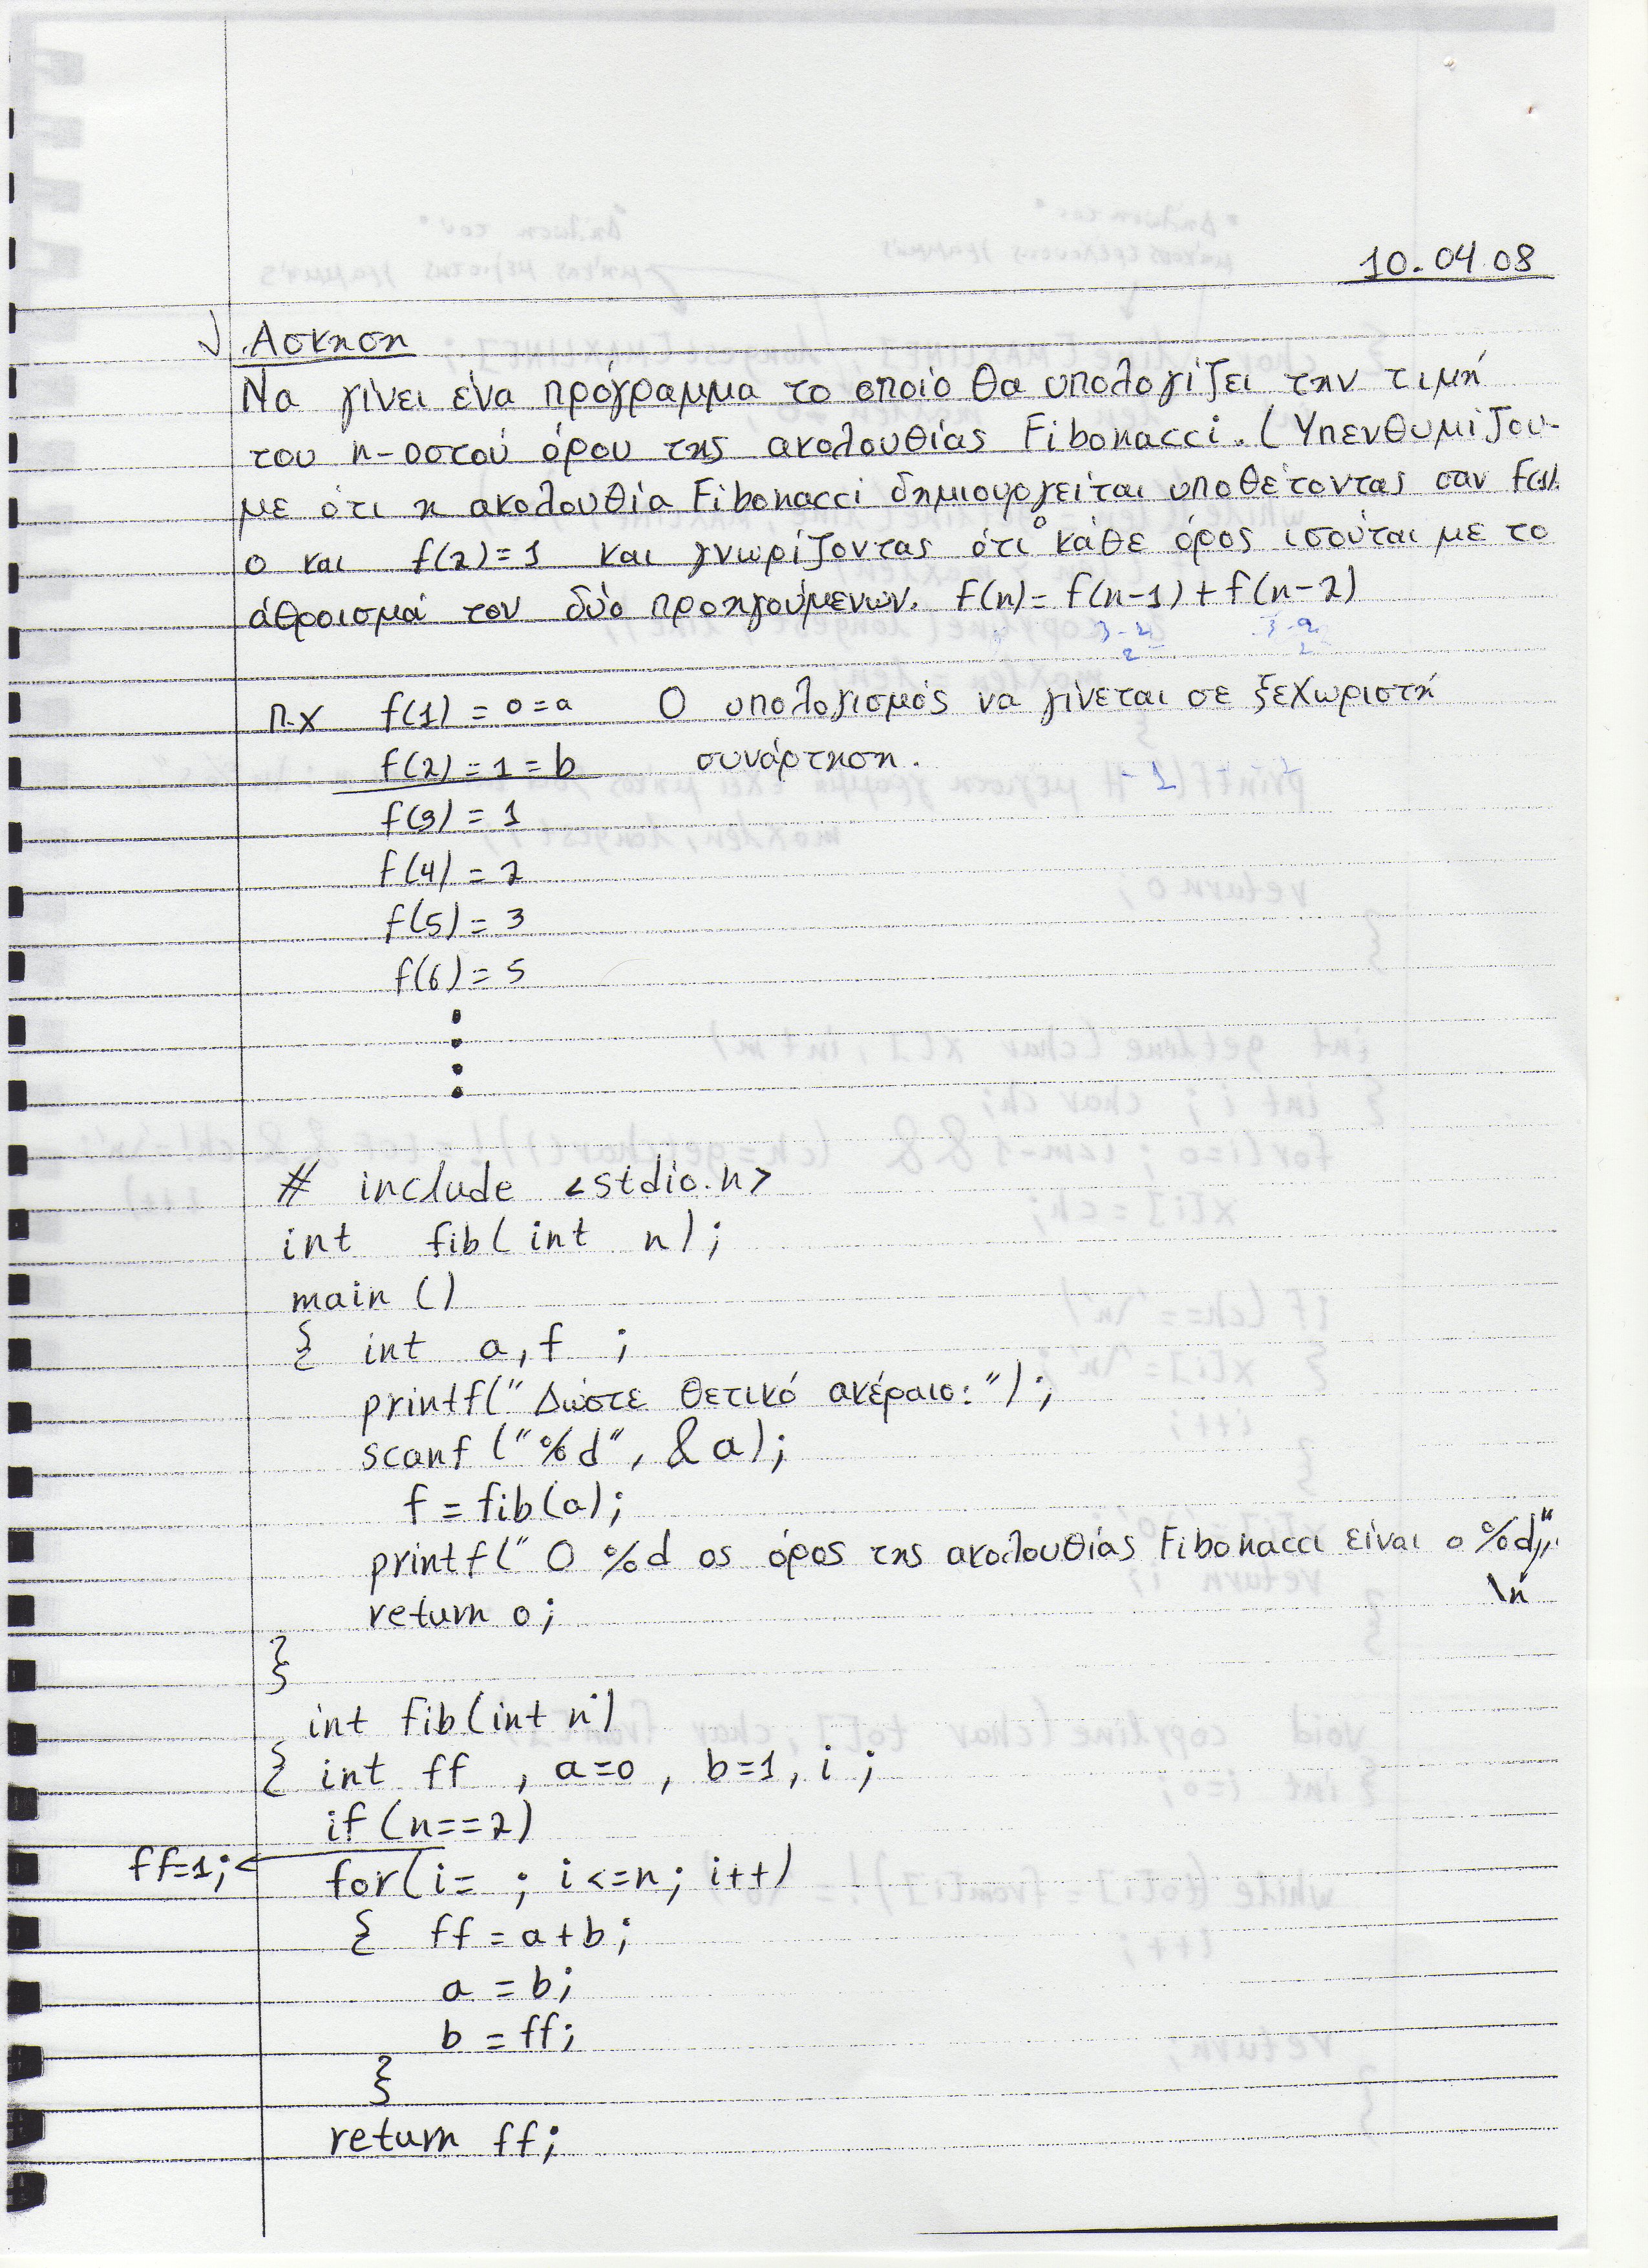 10.04 08
Ασκηση
Να γίνει ένα πρόγραμμα το οποίο θα υπολογίζει την τιμή
του n-οστού όρου της ακολουθίας Fibonacci. (Υπενθυμίζου-
με ότι η ακολουθία Fibonacci δημιουργείται υποθέτοντας σαν f(1)=
0 και f(2)=1 και γνωρίζοντας ότι κάθε όρος ισούται με το
άθροισμα τον δύο προηγούμενων. f(n)= f(n-1)+f(n-2)
π.χ f(1) = 0 = a Ο υπολογισμός να γίνεται σε ξεχωριστή
f(2) = 1 = b συνάρτηση.
f(3) = 1
f(4) = 2
f(5) = 3
f(6) = 5
# include <stdio.h>
int fib( int n);
main ()
{ int a,f ;
printf(" Δώστε θετικό ακέραιο:");
scanf ("%d", &a);
f = fib(a);
printf(" Ο %d ος όρος της ακολουθίας Fibonacci είναι ο %d"
\n
return 0;
}
int fib(int n)
{ int ff , a=0 , b=1, i ;
if (n==2)
ff=1;
for(i= ; i<=n; i++)
{ ff = a+b;
a = b;
b = ff;
}
return ff;